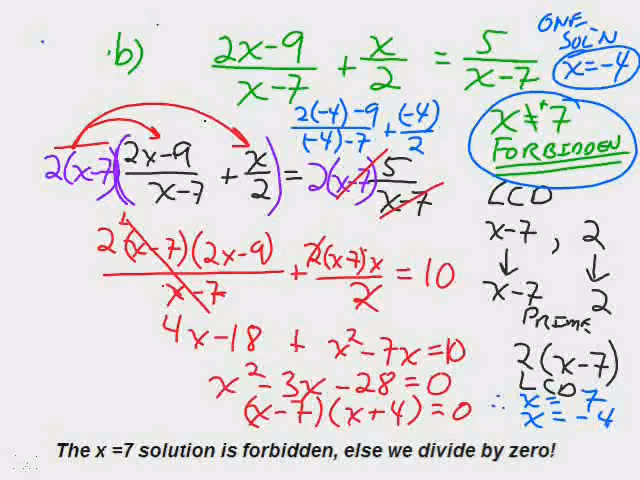 b) (2x-9)/(x-7) + x/2 = 5/(x-7)
ONE
SOL'N
x=-4
(2(-4)-9)/((-4)-7) + (-4)/2
x ≠ +7
FORBIDDEN
2(x-7)((2x-9)/(x-7) + x/2) = 2(x-7) 5/(x-7)
LCD
x-7, 2
↓ ↓
x-7 2
PRIME
2(x-7)
LCD
(2(x-7)(2x-9))/(x-7) + (2(x-7)x)/2 = 10
4x-18 + x²-7x=10
x²-3x-28=0
(x-7)(x+4)=0
∴ x=7
x=-4
The x =7 solution is forbidden, else we divide by zero!